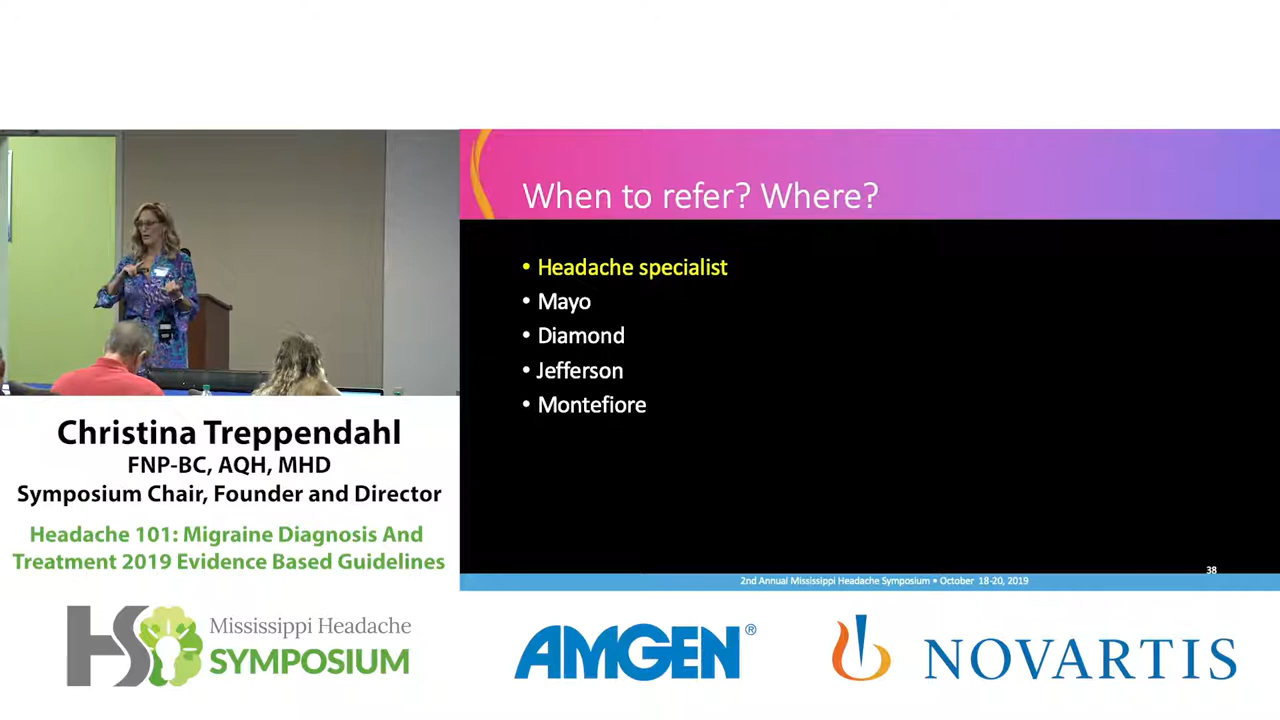 When to refer? Where?
• Headache specialist
• Mayo
• Diamond
• Jefferson
• Montefiore
38
2nd Annual Mississippi Headache Symposium • October 18-20, 2019
Christina Treppendahl
FNP-BC, AQH, MHD
Symposium Chair, Founder and Director
Headache 101: Migraine Diagnosis And
Treatment 2019 Evidence Based Guidelines
HS
Mississippi Headache
SYMPOSIUM
AMGEN®
NOVARTIS